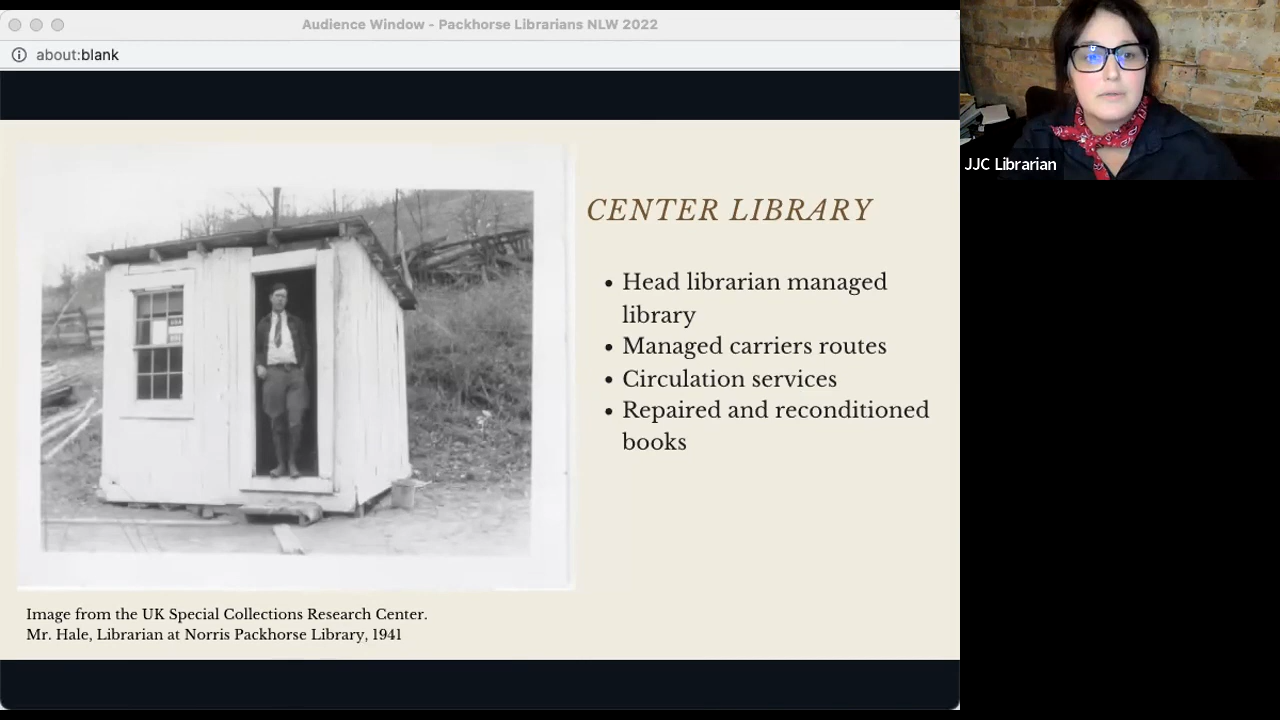 Audience Window - Packhorse Librarians NLW 2022
about:blank
JJC Librarian
CENTER LIBRARY
• Head librarian managed
library
• Managed carriers routes
• Circulation services
• Repaired and reconditioned
books
Image from the UK Special Collections Research Center.
Mr. Hale, Librarian at Norris Packhorse Library, 1941